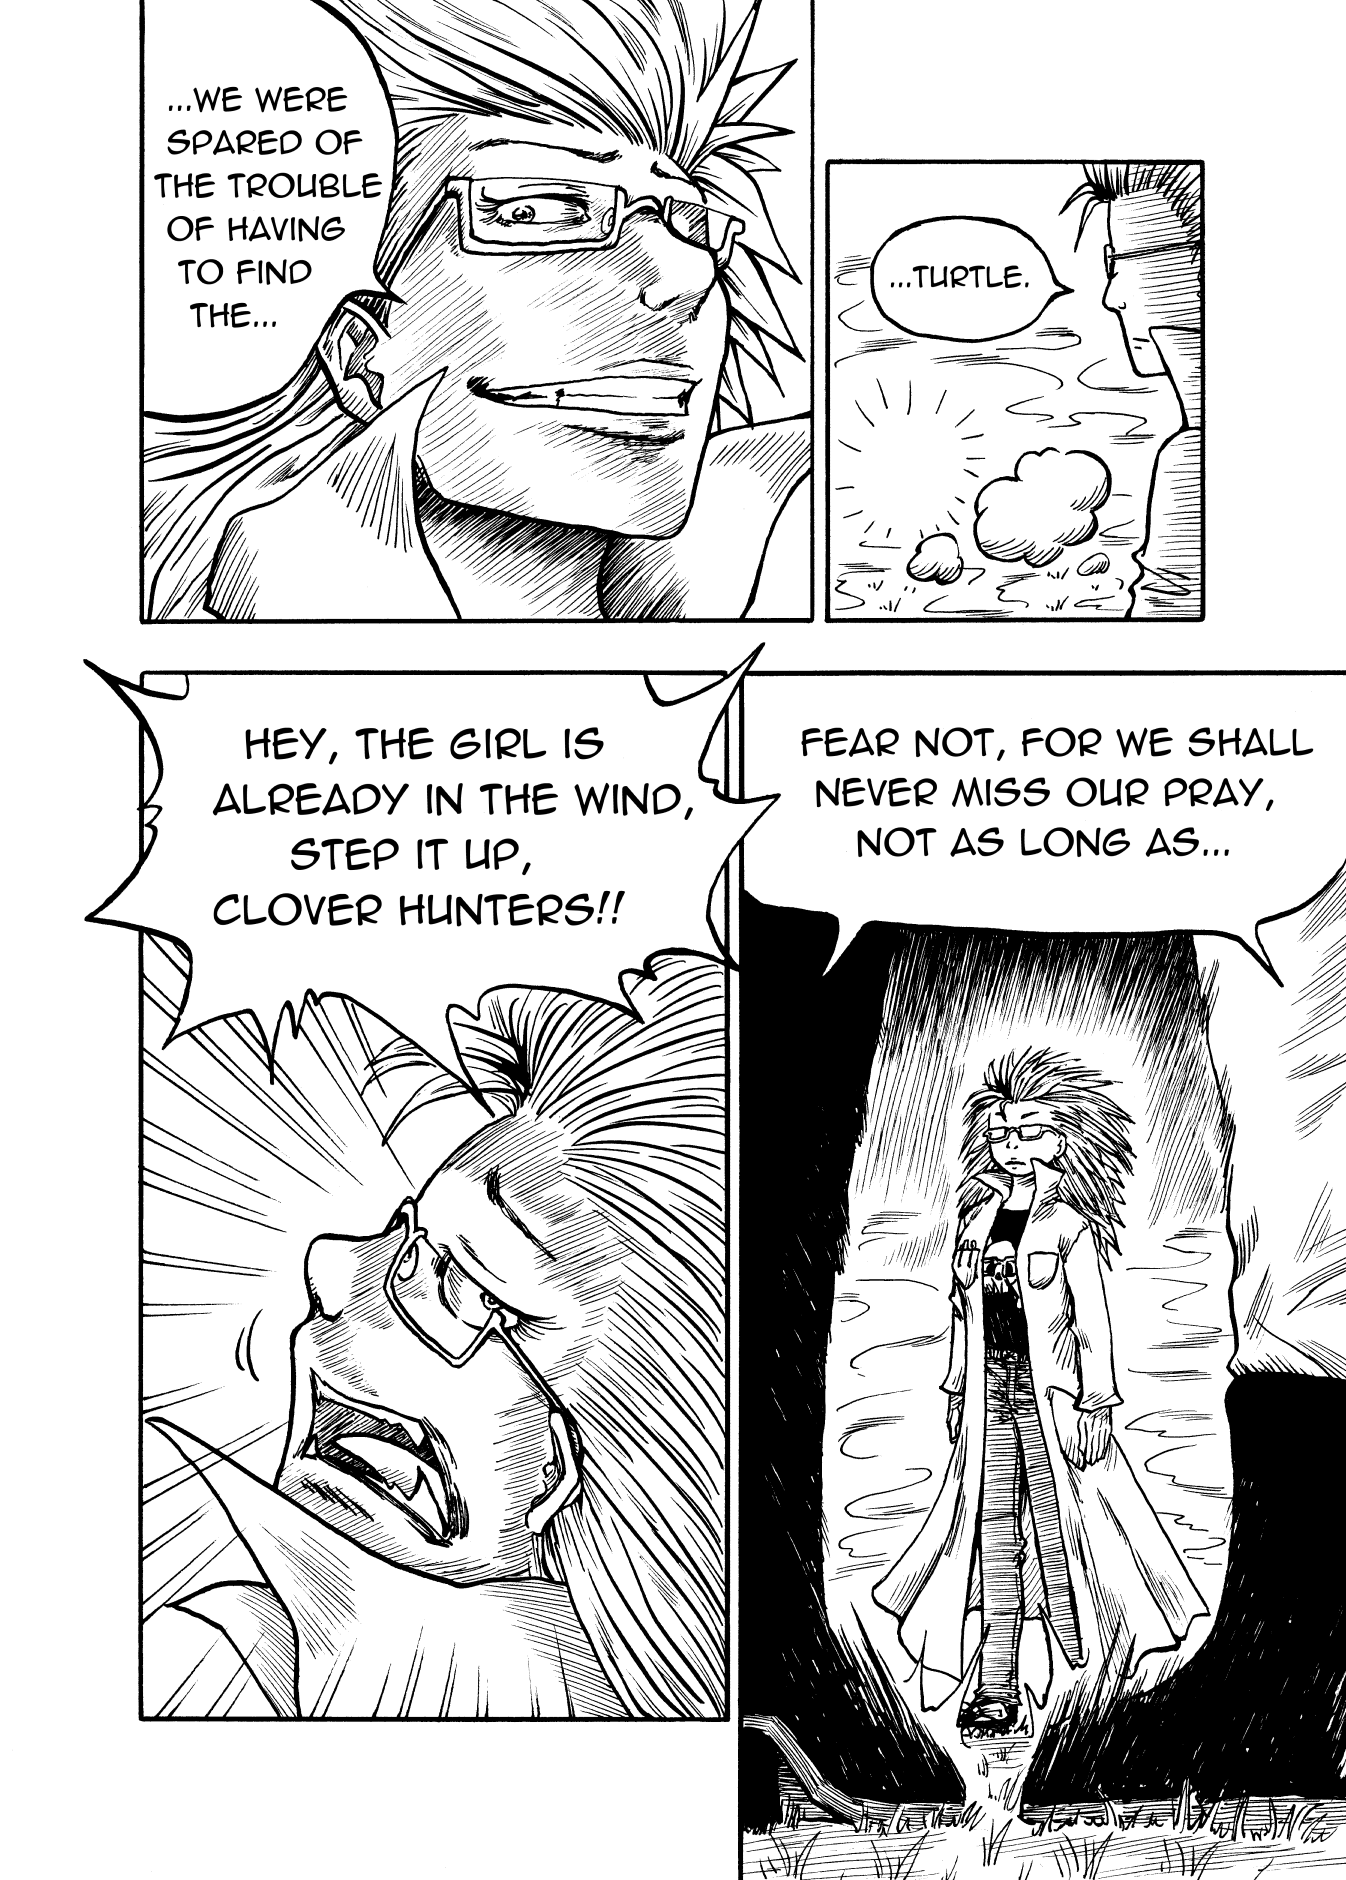 ...WE WERE
SPARED OF
THE TROUBLE
OF HAVING
TO FIND
THE...
...TURTLE.
HEY, THE GIRL IS
ALREADY IN THE WIND,
STEP IT UP,
CLOVER HUNTERS!!
FEAR NOT, FOR WE SHALL
NEVER MISS OUR PRAY,
NOT AS LONG AS...